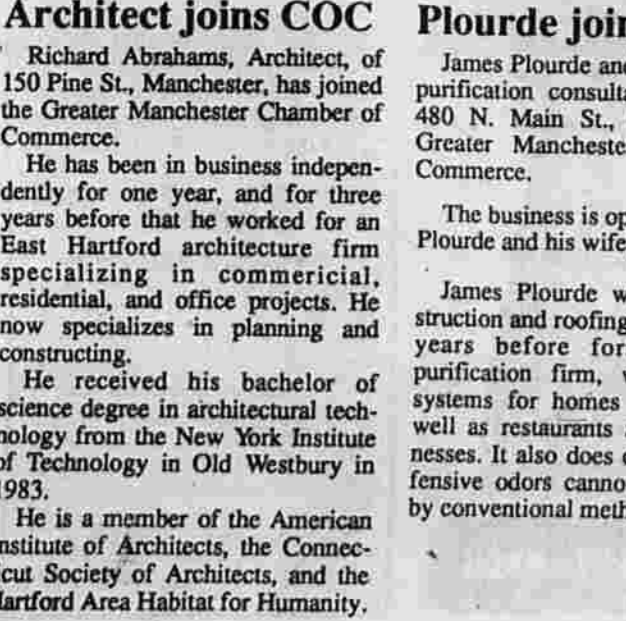 Architect joins COC
Richard Abrahams, Architect, of
150 Pine St., Manchester, has joined
the Greater Manchester Chamber of
Commerce.
He has been in business indepen-
dently for one year, and for three
years before that he worked for an
East Hartford architecture firm
specializing in commericial,
residential, and office projects. He
now specializes in planning and
constructing.
He received his bachelor of
science degree in architectural tech-
nology from the New York Institute
of Technology in Old Westbury in
1983.
He is a member of the American
nstitute of Architects, the Connec-
icut Society of Architects, and the
Hartford Area Habitat for Humanity.
Plourde join
James Plourde and
purification consulta
480 N. Main St.,
Greater Mancheste
Commerce.
The business is op
Plourde and his wife
James Plourde w
struction and roofing
years before for
purification firm,
systems for homes
well as restaurants
nesses. It also does
fensive odors canno
by conventional meth